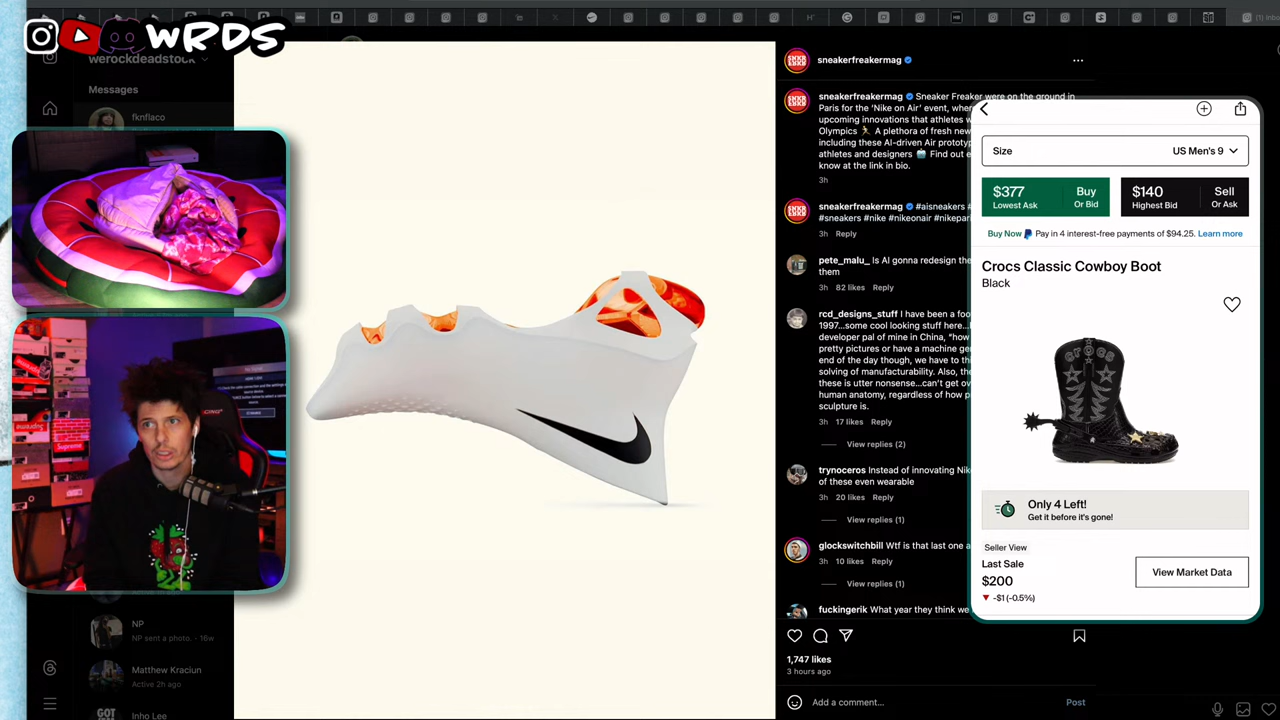 WRDS
werockdeadstock
Messages
fknflaco
NP
NP sent a photo. · 16w
Matthew Kraciun
Active 2h ago
Inho Lee
sneakerfreakermag
sneakerfreakermag Sneaker Freaker were on the ground in
Paris for the 'Nike on Air' event, whe
upcoming innovations that athletes w
Olympics 🏃 A plethora of fresh new
including these AI-driven Air prototyp
athletes and designers 🤖 Find out e
know at the link in bio.
3h
sneakerfreakermag #aisneakers #
#sneakers #nike #nikeonair #nikepari
3h Reply
pete_malu_ Is AI gonna redesign the
them
3h 82 likes Reply
rcd_designs_stuff I have been a foo
1997...some cool looking stuff here...
developer pal of mine in China, "how
pretty pictures or have a machine ge
end of the day though, we have to th
solving of manufacturability. Also, the
these is utter nonsense...can't get ov
human anatomy, regardless of how p
sculpture is.
3h 17 likes Reply
View replies (2)
trynoceros Instead of innovating Nik
of these even wearable
3h 20 likes Reply
View replies (1)
glockswitchbill Wtf is that last one a
3h 10 likes Reply
View replies (1)
fuckingerik What year they think we
1,747 likes
3 hours ago
Add a comment...
Post
Size
US Men's 9
$377
Lowest Ask
Buy
Or Bid
$140
Highest Bid
Sell
Or Ask
Buy Now Pay in 4 interest-free payments of $94.25. Learn more
Crocs Classic Cowboy Boot
Black
Only 4 Left!
Get it before it's gone!
Seller View
Last Sale
$200
▼ -$1 (-0.5%)
View Market Data
Supreme